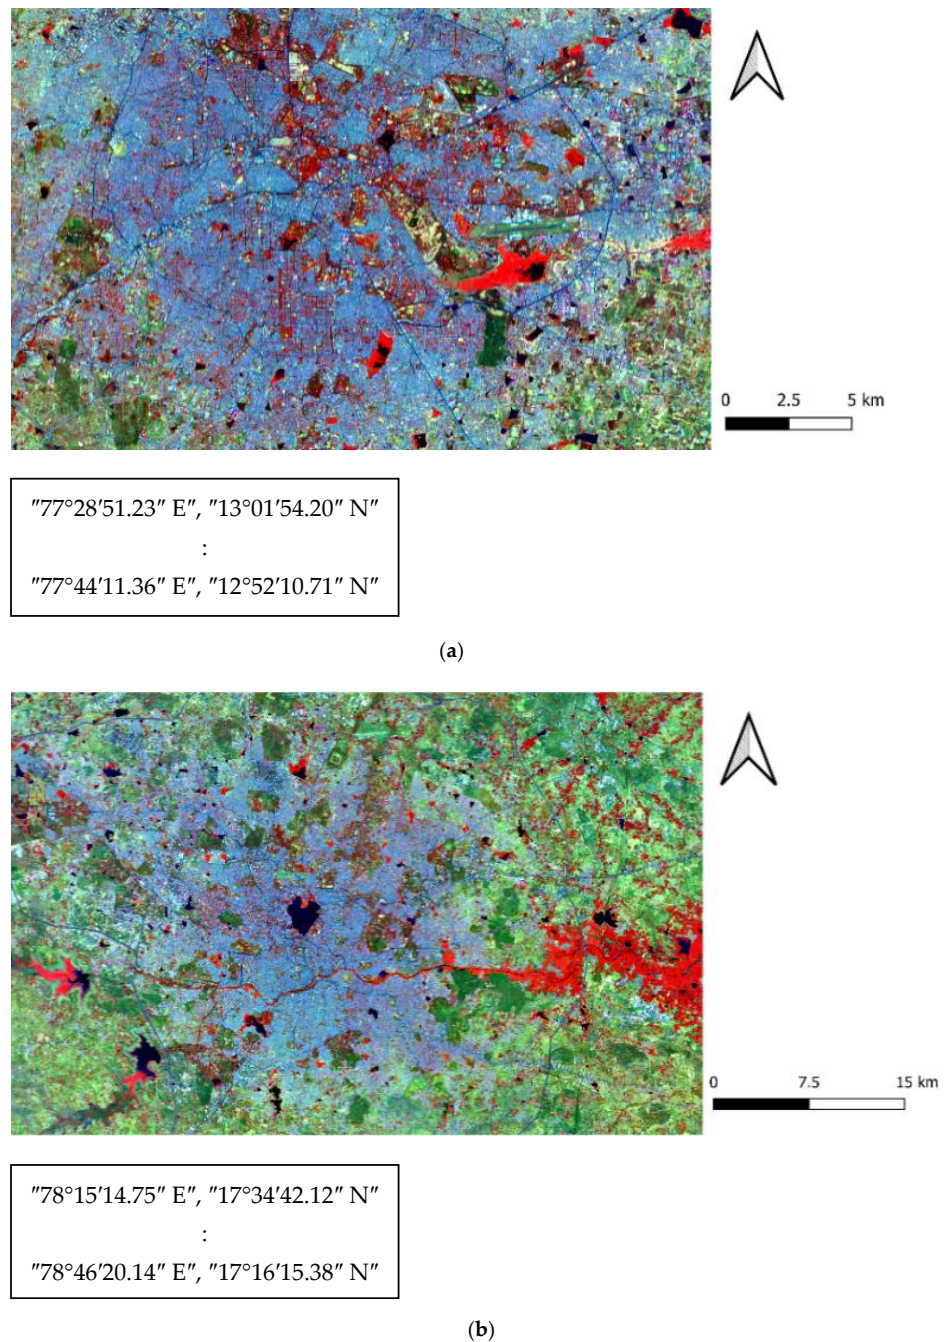 0 2.5 5 km
"77°28′51.23″ E″, ″13°01′54.20″ N″
:
"77°44′11.36″ E″, ″12°52′10.71″ N″
(a)
0 7.5 15 km
"78°15′14.75″ E″, ″17°34′42.12″ N″
:
"78°46′20.14″ E″, ″17°16′15.38″ N″
(b)